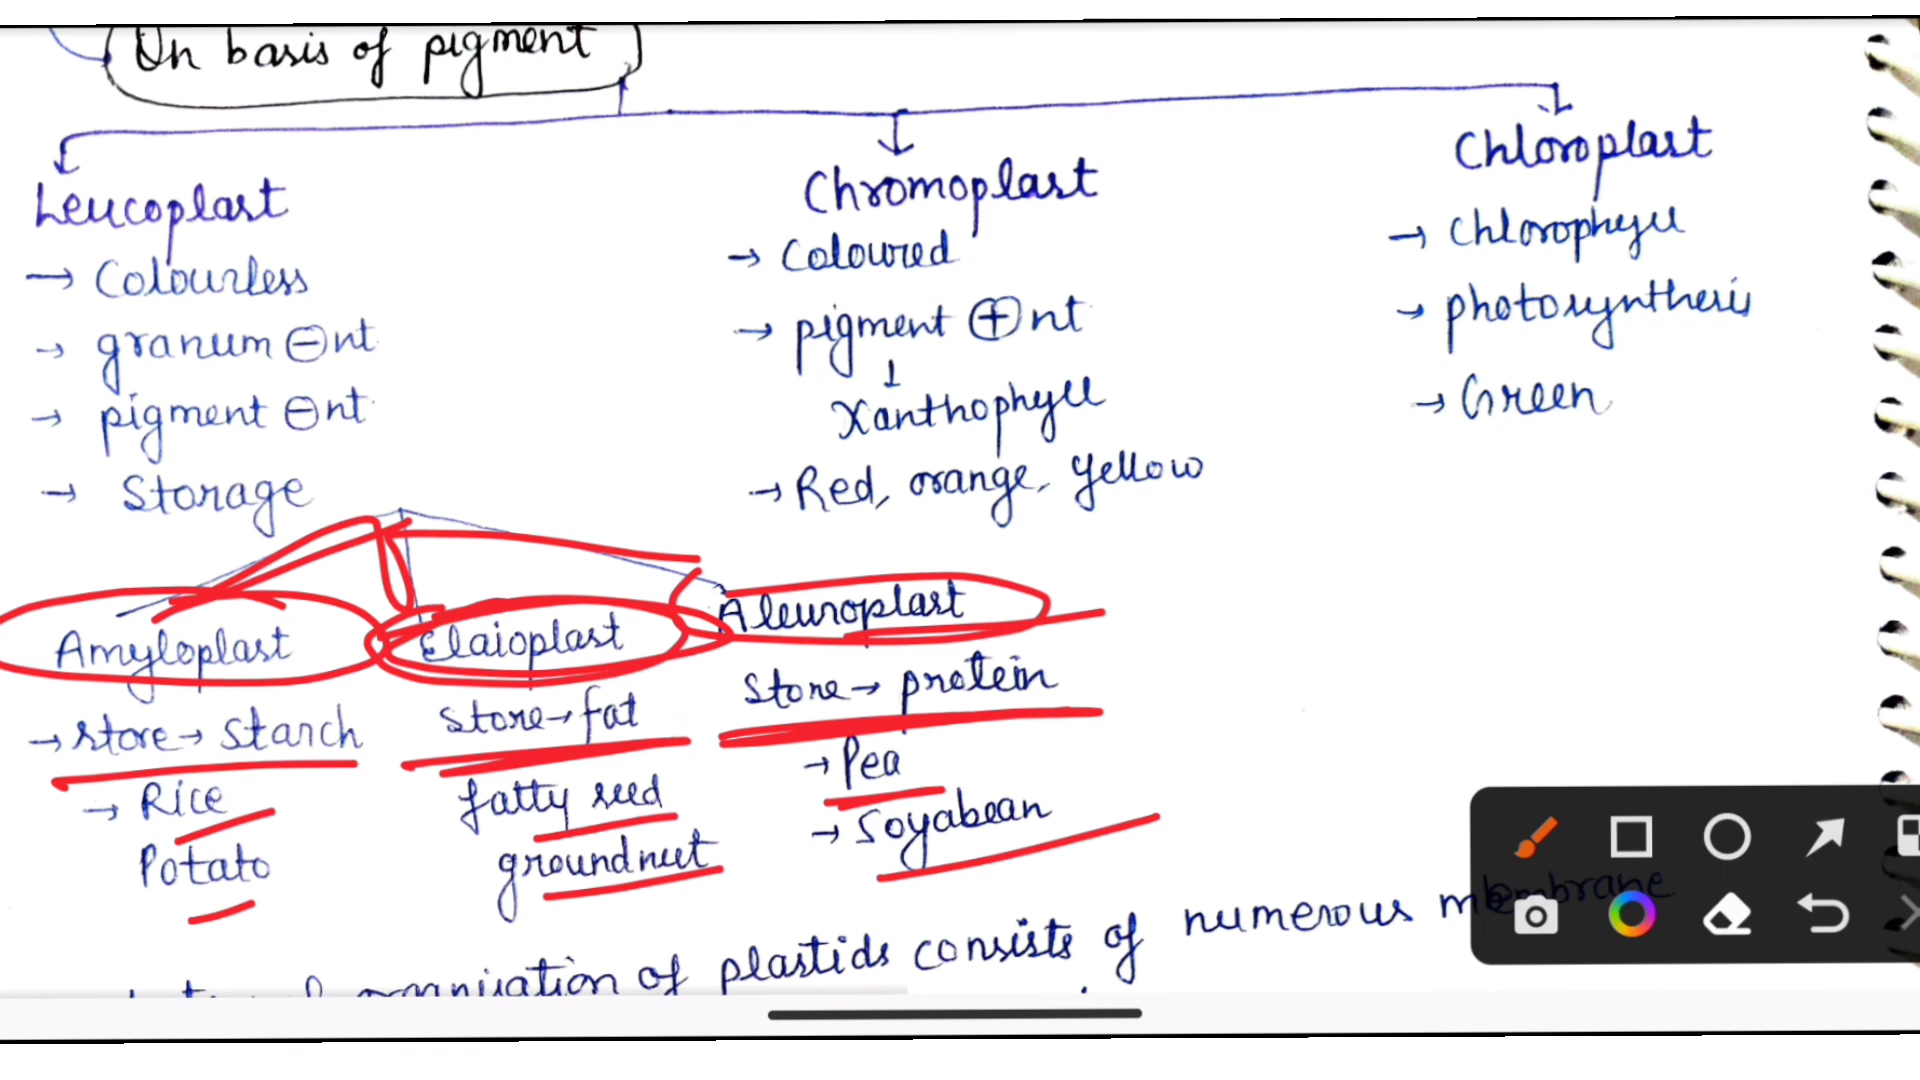 On basis of pigment
Leucoplast
→ Colourless
→ granum ⊖nt
→ pigment ⊖nt
→ Storage
Chromoplast
→ Coloured
→ pigment ⊕nt
↓
Xanthophyll
→ Red, orange, yellow
Chloroplast
→ Chlorophyll
→ photosynthesis
→ Green
Amyloplast
→ store → starch
→ Rice
Potato
Elaioplast
store → fat
fatty seed
groundnut
Aleuroplast
store → protein
→ Pea
→ Soyabean
organisation of plastids consists of numerous membrane